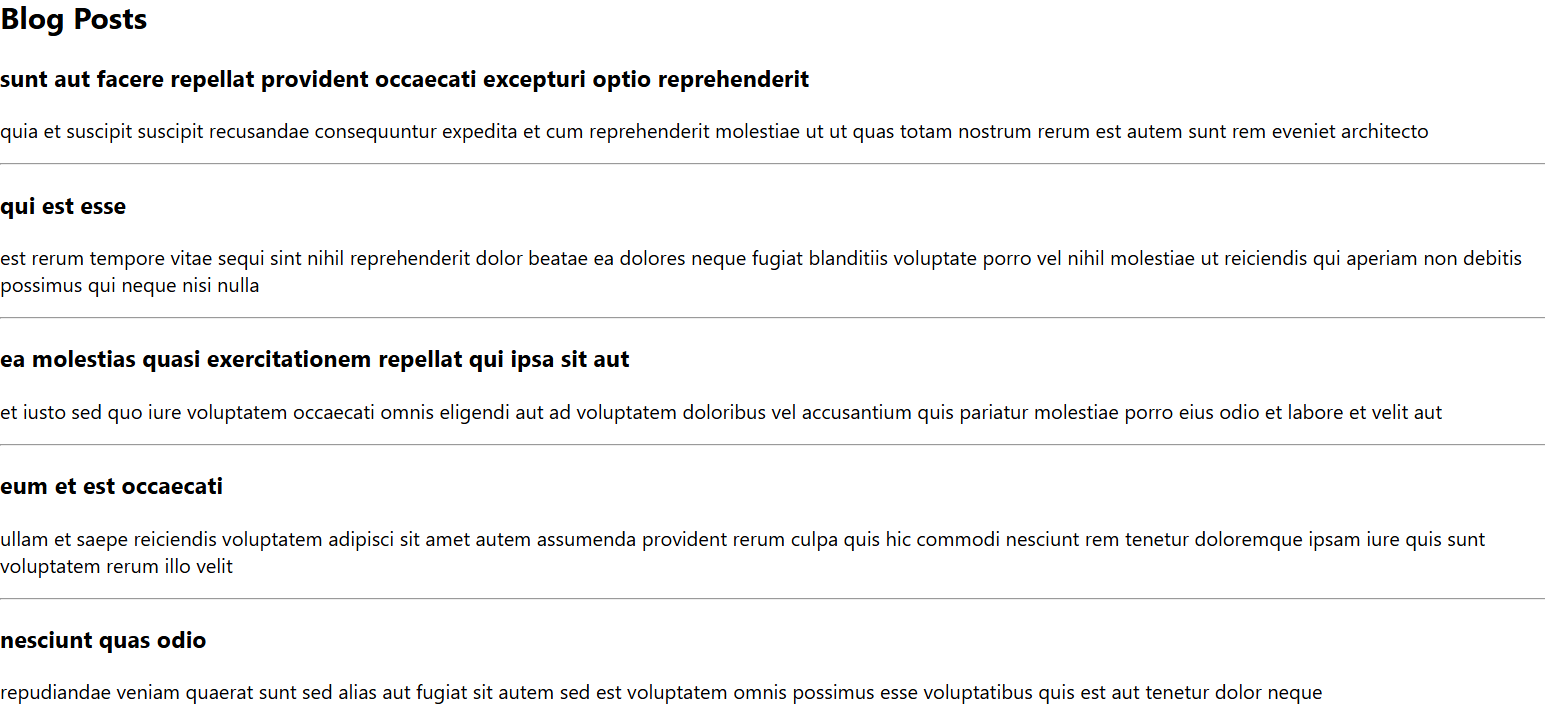 Blog Posts
sunt aut facere repellat provident occaecati excepturi optio reprehenderit
quia et suscipit suscipit recusandae consequuntur expedita et cum reprehenderit molestiae ut ut quas totam nostrum rerum est autem sunt rem eveniet architecto
qui est esse
est rerum tempore vitae sequi sint nihil reprehenderit dolor beatae ea dolores neque fugiat blanditiis voluptate porro vel nihil molestiae ut reiciendis qui aperiam non debitis
possimus qui neque nisi nulla
ea molestias quasi exercitationem repellat qui ipsa sit aut
et iusto sed quo iure voluptatem occaecati omnis eligendi aut ad voluptatem doloribus vel accusantium quis pariatur molestiae porro eius odio et labore et velit aut
eum et est occaecati
ullam et saepe reiciendis voluptatem adipisci sit amet autem assumenda provident rerum culpa quis hic commodi nesciunt rem tenetur doloremque ipsam iure quis sunt
voluptatem rerum illo velit
nesciunt quas odio
repudiandae veniam quaerat sunt sed alias aut fugiat sit autem sed est voluptatem omnis possimus esse voluptatibus quis est aut tenetur dolor neque